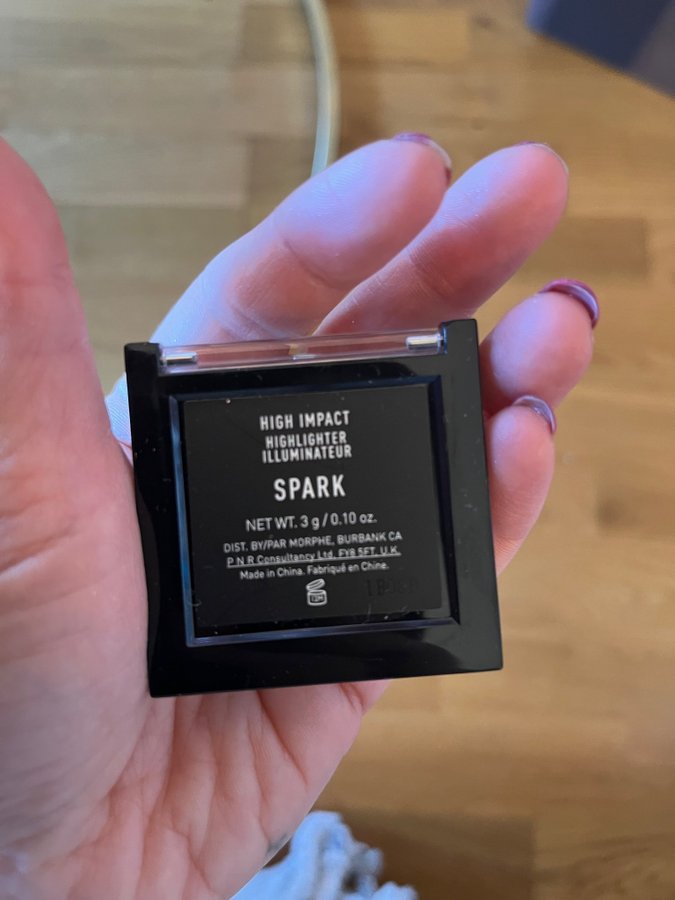 HIGH IMPACT
HIGHLIGHTER
ILLUMINATEUR
SPARK
NET WT. 3 g / 0.10 oz.
DIST. BY/PAR MORPHE, BURBANK CA
P N R Consultancy Ltd. FY8 5FT, U.K.
Made in China. Fabriqué en Chine.